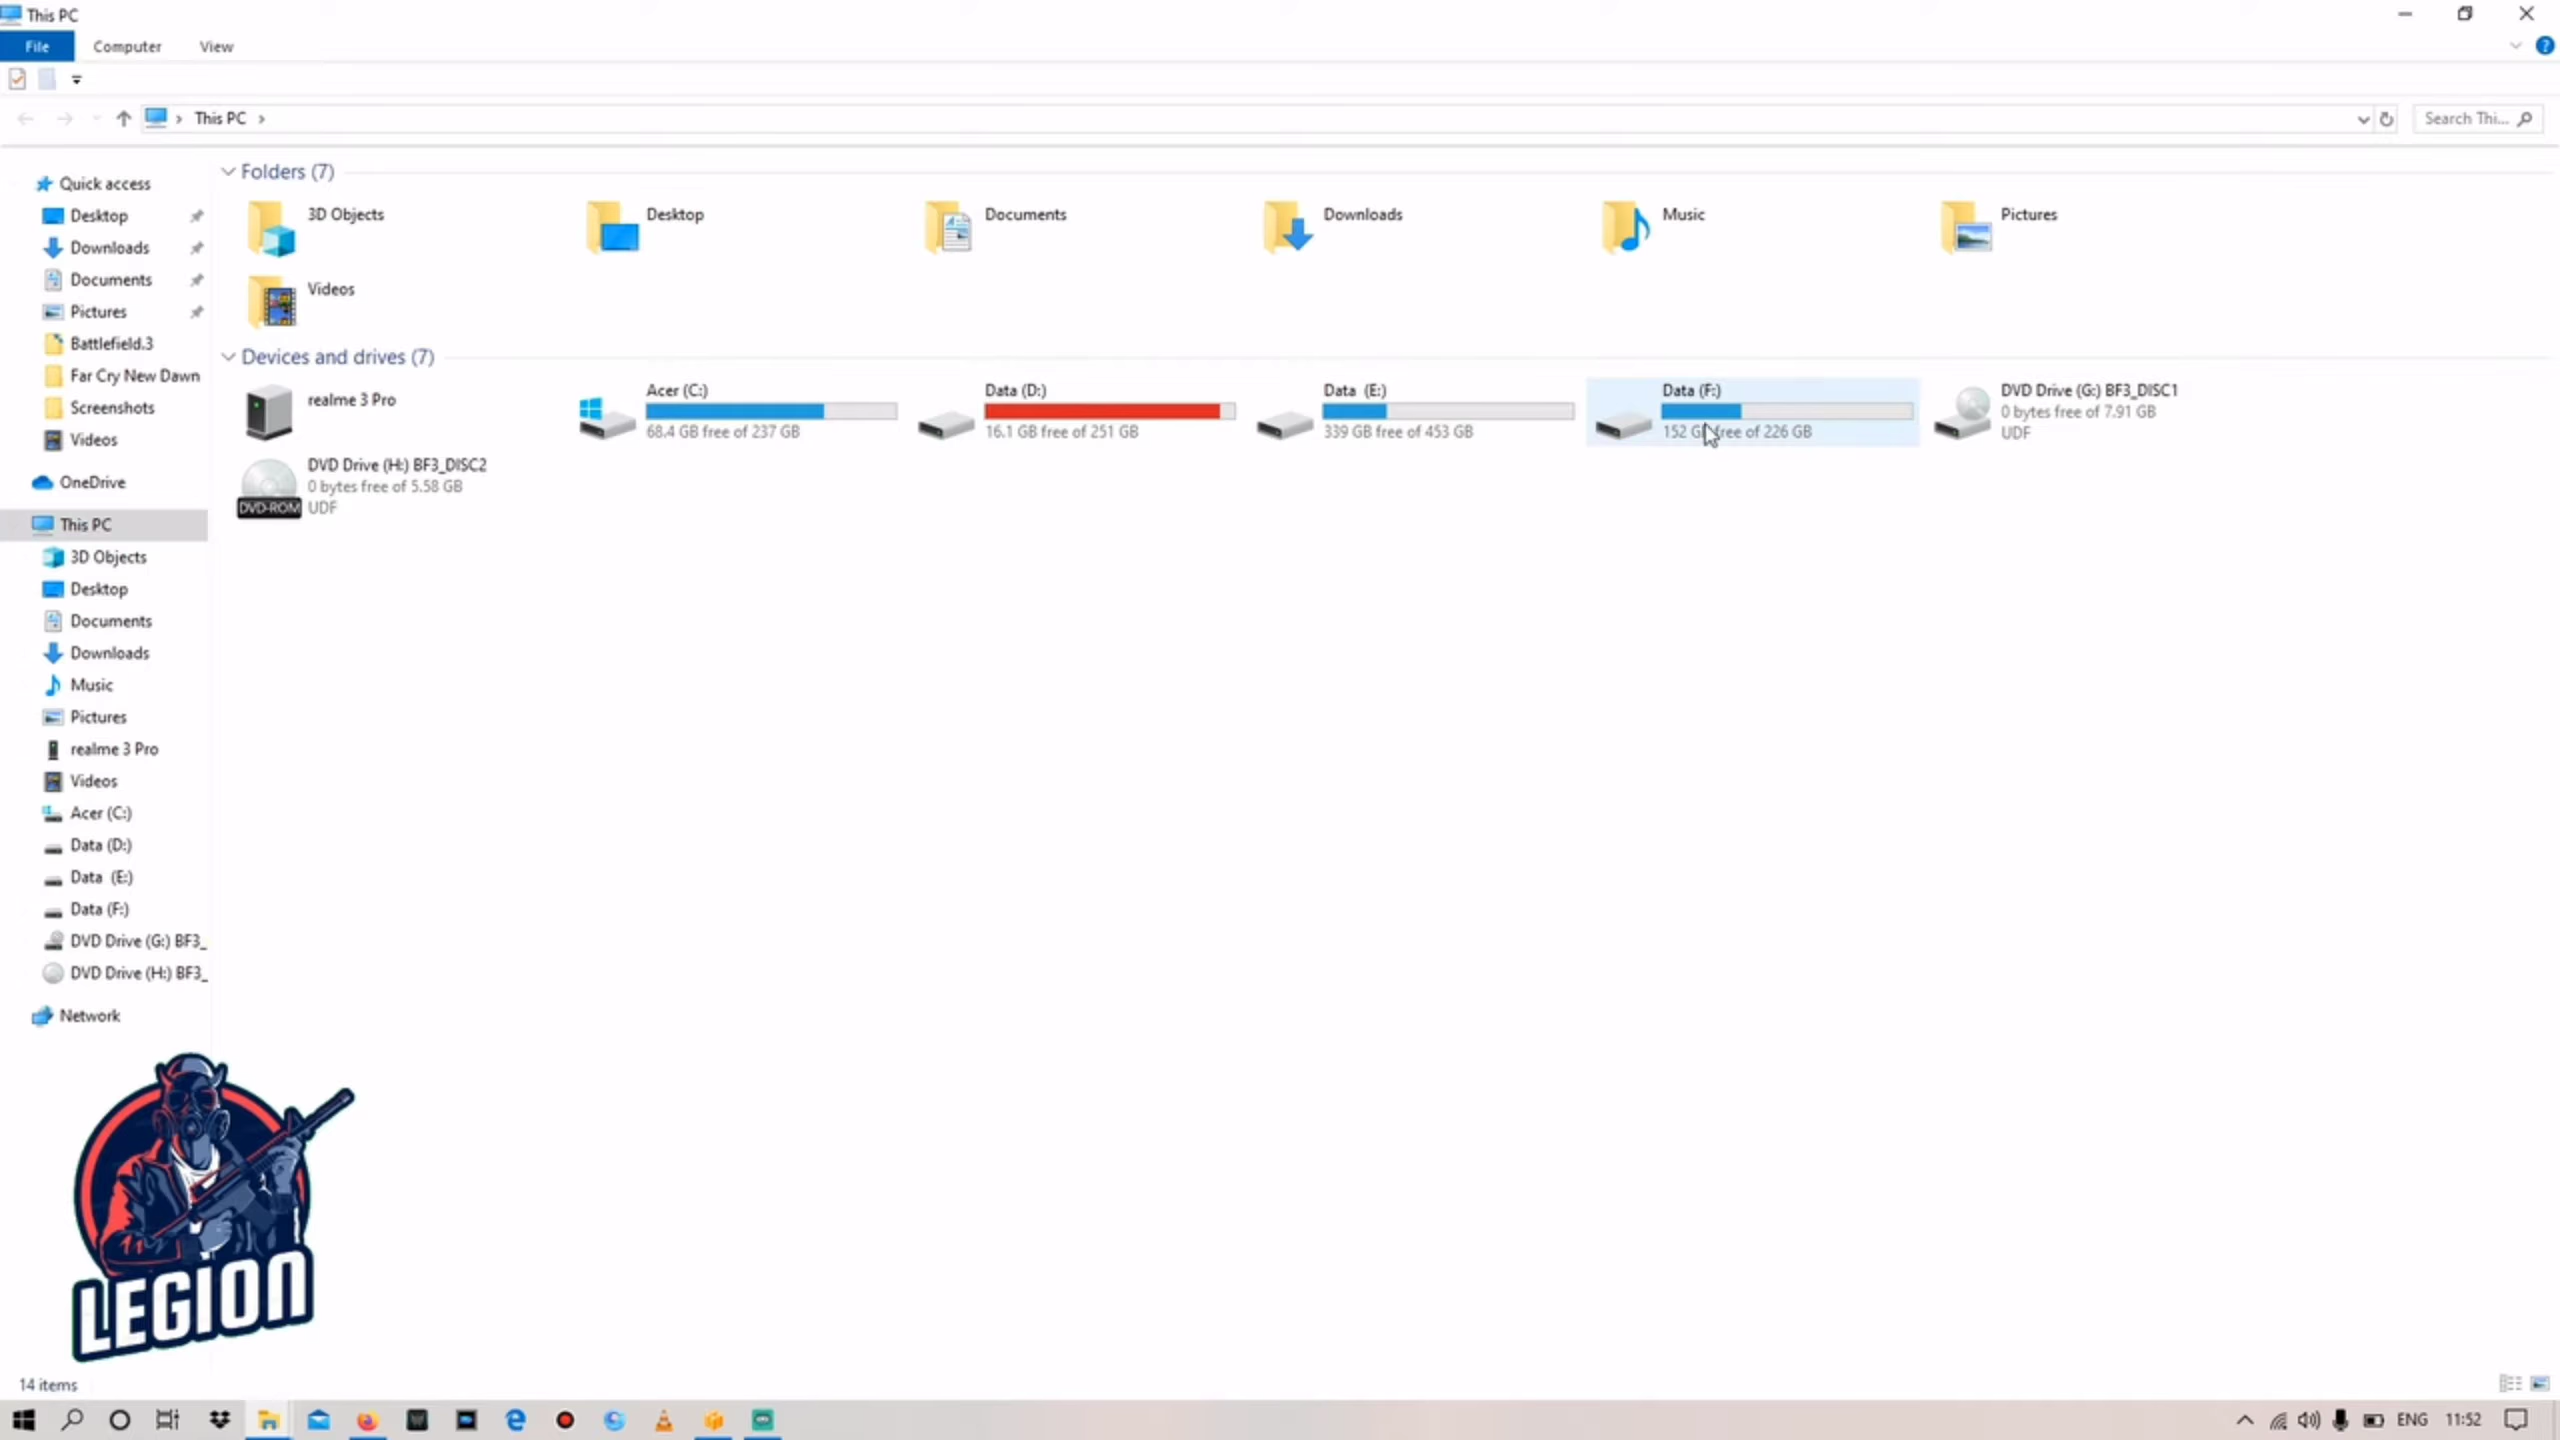 This PC
File Computer View
This PC
Search Thi...
Quick access
Desktop
Downloads
Documents
Pictures
Battlefield.3
Far Cry New Dawn
Screenshots
Videos
OneDrive
This PC
3D Objects
Desktop
Documents
Downloads
Music
Pictures
realme 3 Pro
Videos
Acer (C:)
Data (D:)
Data (E:)
Data (F:)
DVD Drive (G:) BF3_
DVD Drive (H:) BF3_
Network
Folders (7)
3D Objects
Desktop
Documents
Downloads
Music
Pictures
Videos
Devices and drives (7)
realme 3 Pro
Acer (C:)
68.4 GB free of 237 GB
Data (D:)
16.1 GB free of 251 GB
Data (E:)
339 GB free of 453 GB
Data (F:)
152 GB free of 226 GB
DVD Drive (G:) BF3_DISC1
0 bytes free of 7.91 GB
UDF
DVD Drive (H:) BF3_DISC2
0 bytes free of 5.58 GB
UDF
DVD-ROM
LEGION
14 items
ENG 11:52